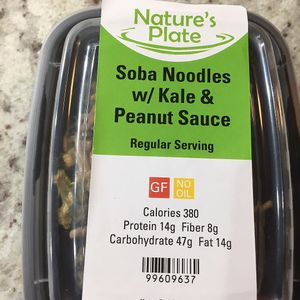 Nature's
Plate
Soba Noodles
w/ Kale &
Peanut Sauce
Regular Serving
GF NO OIL
Calories 380
Protein 14g Fiber 8g
Carbohydrate 47g Fat 14g
99609637